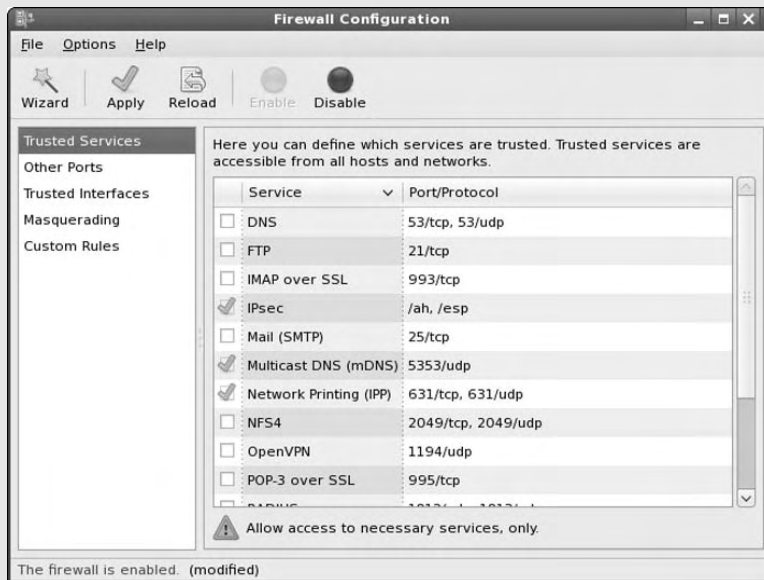 Firewall Configuration
File Options Help
Wizard Apply Reload Enable Disable
Trusted Services
Other Ports
Trusted Interfaces
Masquerading
Custom Rules
Here you can define which services are trusted. Trusted services are
accessible from all hosts and networks.
Service Port/Protocol
DNS 53/tcp, 53/udp
FTP 21/tcp
IMAP over SSL 993/tcp
IPsec /ah, /esp
Mail (SMTP) 25/tcp
Multicast DNS (mDNS) 5353/udp
Network Printing (IPP) 631/tcp, 631/udp
NFS4 2049/tcp, 2049/udp
OpenVPN 1194/udp
POP-3 over SSL 995/tcp
RADIUS
Allow access to necessary services, only.
The firewall is enabled. (modified)